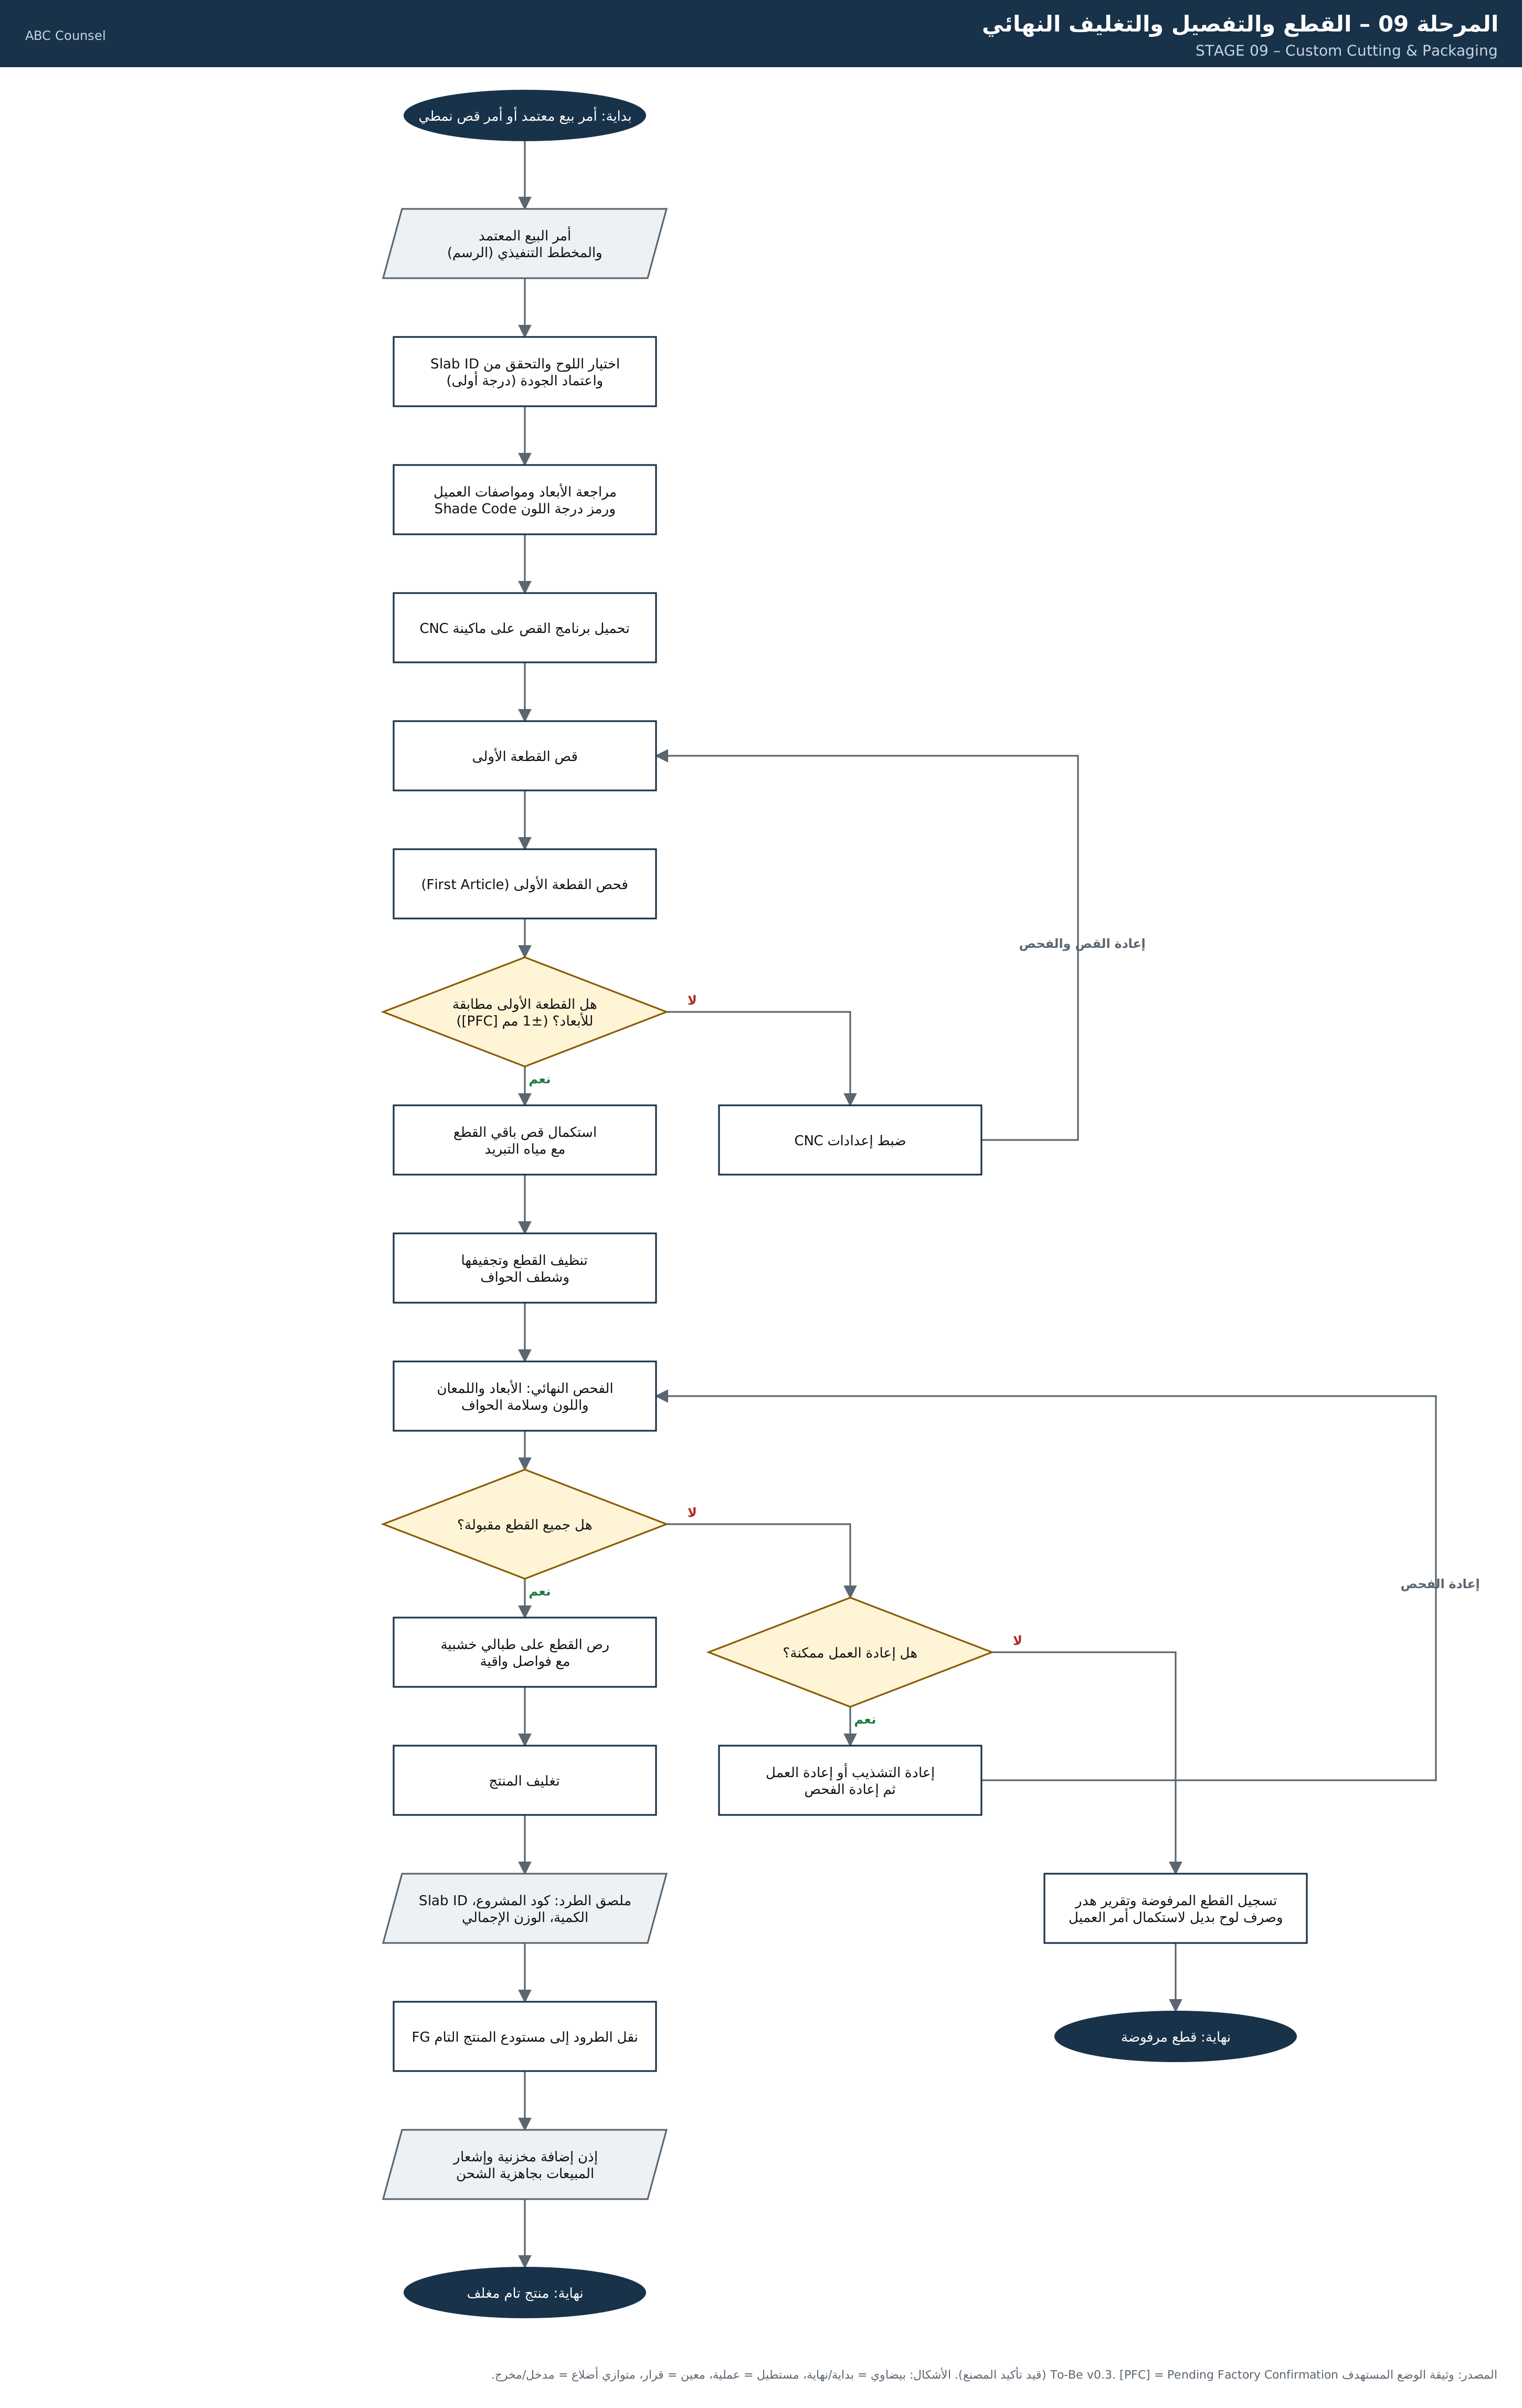 المرحلة 09 – القطع والتفصيل والتغليف النهائي
STAGE 09 – Custom Cutting & Packaging
ABC Counsel
بداية: أمر بيع معتمد أو أمر قص نمطي
أمر البيع المعتمد
والمخطط التنفيذي (الرسم)
اختيار اللوح والتحقق من Slab ID
واعتماد الجودة (درجة أولى)
مراجعة الأبعاد ومواصفات العميل
ورمز درجة اللون Shade Code
تحميل برنامج القص على ماكينة CNC
قص القطعة الأولى
فحص القطعة الأولى (First Article)
إعادة القص والفحص
هل القطعة الأولى مطابقة
للأبعاد؟ (±1 مم [PFC])
لا
نعم
استكمال قص باقي القطع
مع مياه التبريد
ضبط إعدادات CNC
تنظيف القطع وتجفيفها
وشطف الحواف
الفحص النهائي: الأبعاد واللمعان
واللون وسلامة الحواف
هل جميع القطع مقبولة؟
لا
نعم
إعادة الفحص
رص القطع على طبالي خشبية
مع فواصل واقية
هل إعادة العمل ممكنة؟
لا
نعم
تغليف المنتج
إعادة التشذيب أو إعادة العمل
ثم إعادة الفحص
ملصق الطرد: كود المشروع، Slab ID
الكمية، الوزن الإجمالي
تسجيل القطع المرفوضة وتقرير هدر
وصرف لوح بديل لاستكمال أمر العميل
نقل الطرود إلى مستودع المنتج التام FG
نهاية: قطع مرفوضة
إذن إضافة مخزنية وإشعار
المبيعات بجاهزية الشحن
نهاية: منتج تام مغلف
المصدر: وثيقة الوضع المستهدف To-Be v0.3. [PFC] = Pending Factory Confirmation (قيد تأكيد المصنع). الأشكال: بيضاوي = بداية/نهاية، مستطيل = عملية، معين = قرار، متوازي أضلاع = مدخل/مخرج.